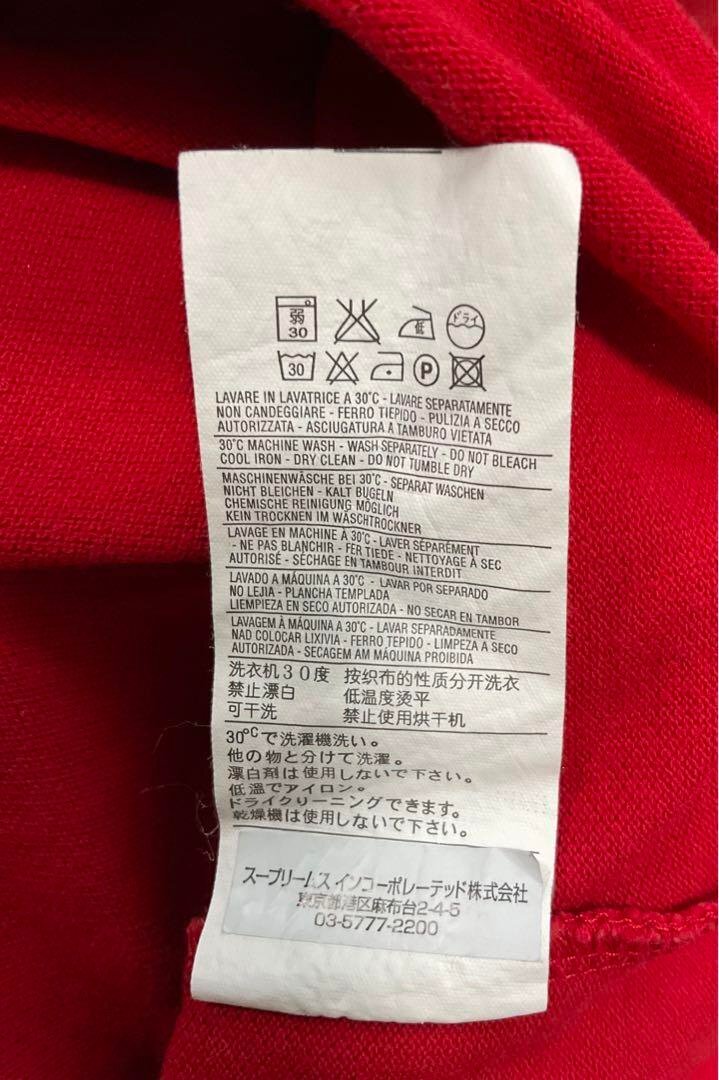 弱
30
低
ドライ
30
P
LAVARE IN LAVATRICE A 30°C - LAVARE SEPARATAMENTE
NON CANDEGGIARE - FERRO TIEPIDO - PULIZIA A SECCO
AUTORIZZATA - ASCIUGATURA A TAMBURO VIETATA
30°C MACHINE WASH - WASH SEPARATELY - DO NOT BLEACH
COOL IRON - DRY CLEAN - DO NOT TUMBLE DRY
MASCHINENWÄSCHE BEI 30°C - SEPARAT WASCHEN
NICHT BLEICHEN - KALT BUGELN
CHEMISCHE REINIGUNG MÖGLICH
KEIN TROCKNEN IM WÄSCHTROCKNER
LAVAGE EN MACHINE À 30°C - LAVER SÉPARÉMENT
- NE PAS BLANCHIR - FER TIEDE - NETTOYAGE À SEC
AUTORISÉ - SÉCHAGE EN TAMBOUR INTERDIT
LAVADO A MÁQUINA A 30°C - LAVAR POR SEPARADO
NO LEJIA - PLANCHA TEMPLADA
LIEMPIEZA EN SECO AUTORIZADA - NO SECAR EN TAMBOR
LAVAGEM À MÁQUINA A 30°C - LAVAR SEPARADAMENTE
NAD COLOCAR LIXIVIA - FERRO TEPIDO - LIMPEZA A SECO
AUTORIZADA - SECAGEM AM MÁQUINA PROIBIDA
洗衣机30度 按织布的性质分开洗衣
禁止漂白 低温度烫平
可干洗 禁止使用烘干机
30°Cで洗濯機洗い。
他の物と分けて洗濯。
漂白剤は使用しないで下さい。
低温でアイロン。
ドライクリーニングできます。
乾燥機は使用しないで下さい。
スープリームス インコーポレーテッド株式会社
東京都港区麻布台2-4-5
03-5777-2200